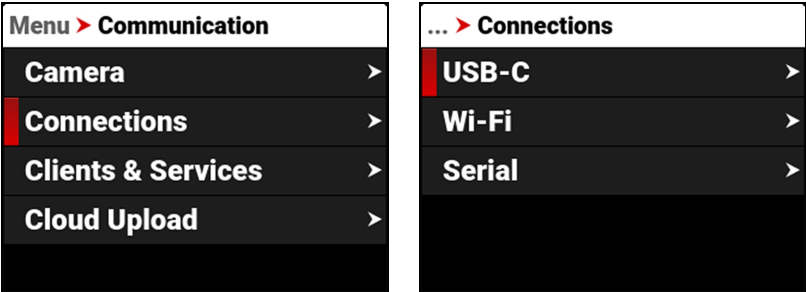 Menu ➤ Communication
Camera
Connections
Clients & Services
Cloud Upload
... ➤ Connections
USB-C
Wi-Fi
Serial